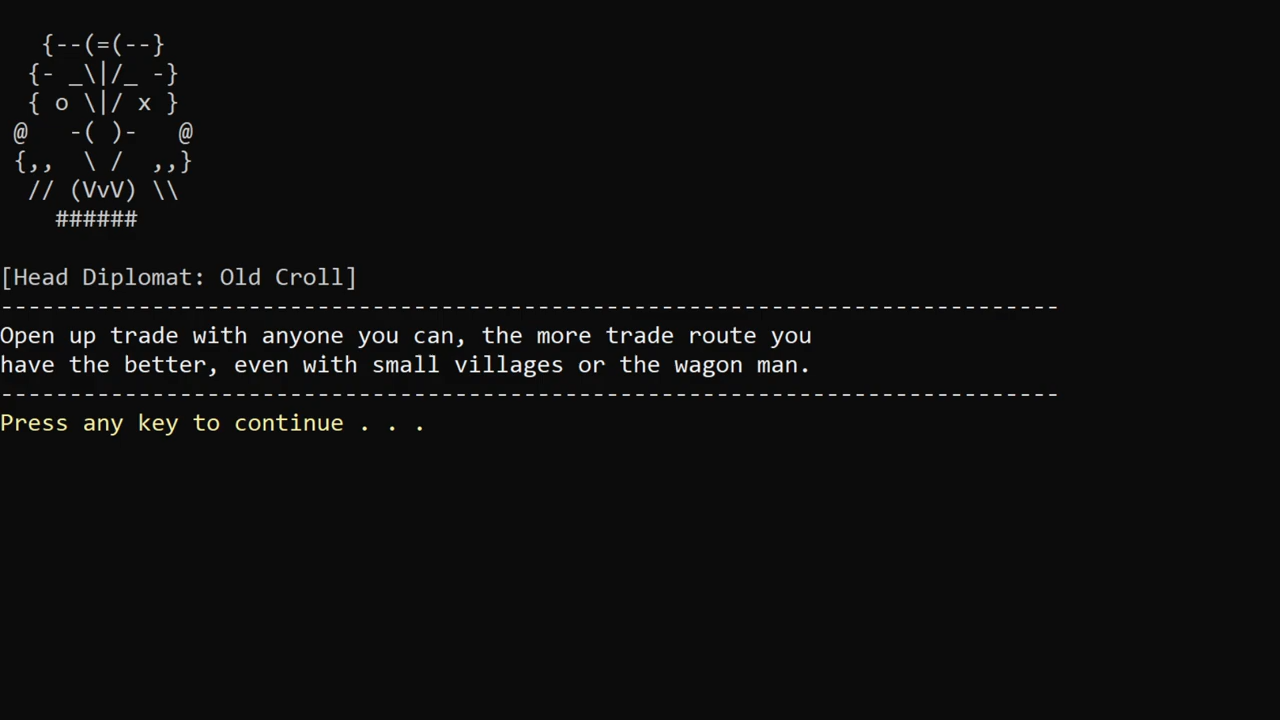 {--(=(--}
{- _\|/_ -}
{ o \|/ x }
@   -( )-   @
{,,  \ /  ,,}
// (VvV) \\
######
[Head Diplomat: Old Croll]
-----------------------------------------------------------------------------
Open up trade with anyone you can, the more trade route you
have the better, even with small villages or the wagon man.
-----------------------------------------------------------------------------
Press any key to continue . . .